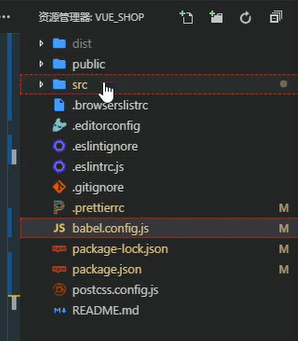 资源管理器: VUE_SHOP
dist
public
src
.browserslistrc
.editorconfig
.eslintignore
.eslintrc.js
.gitignore
.prettierrc M
JS babel.config.js M
package-lock.json M
package.json M
postcss.config.js
README.md